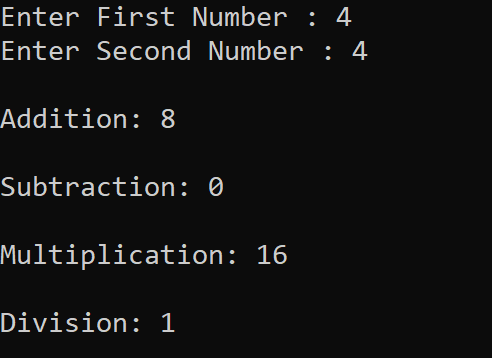 Enter First Number : 4
Enter Second Number : 4
Addition: 8
Subtraction: 0
Multiplication: 16
Division: 1